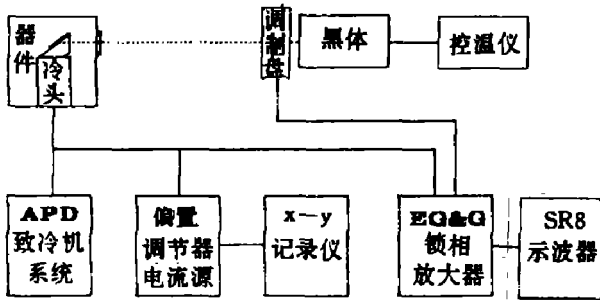 器件
冷头
调制盘
黑体
控温仪
APD
致冷机
系统
偏置
调节器
电流源
x—y
记录仪
EG&G
锁相
放大器
SR8
示波器